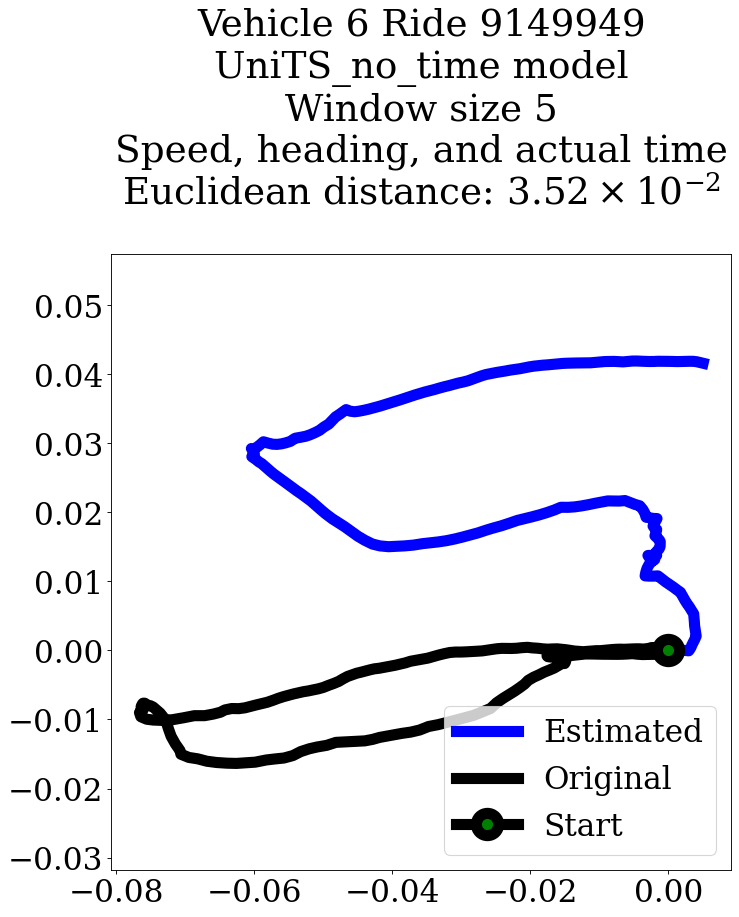 Vehicle 6 Ride 9149949
UniTS_no_time model
Window size 5
Speed, heading, and actual time
Euclidean distance: 3.52 × 10⁻²
0.05
0.04
0.03
0.02
0.01
0.00
−0.01
−0.02
−0.03
Estimated
Original
Start
−0.08 −0.06 −0.04 −0.02 0.00